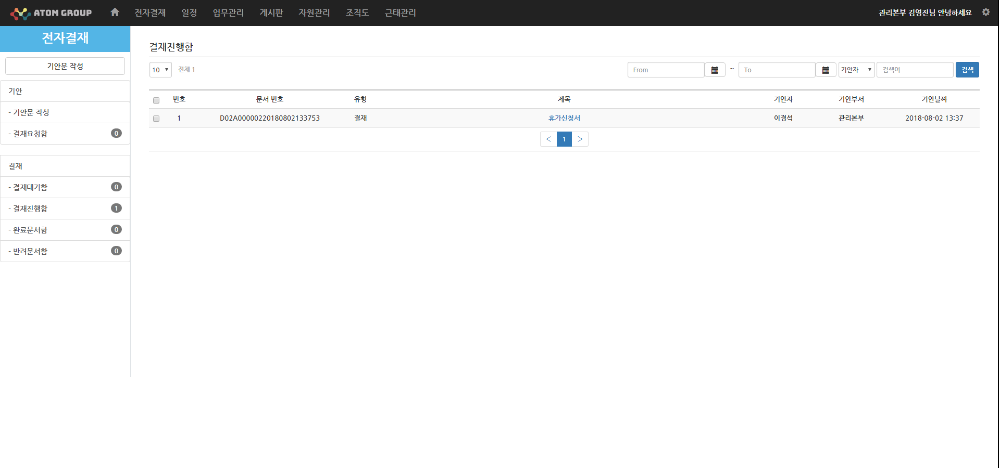 ATOM GROUP 전자결재 일정 업무관리 게시판 자원관리 조직도 근태관리 관리본부 김영진님 안녕하세요
전자결재
기안문 작성
기안
- 기안문 작성
- 결재요청함 0
결재
- 결재대기함 0
- 결재진행함 1
- 완료문서함 0
- 반려문서함 0
결재진행함
10 전체 1 From ~ To 기안자 검색어 검색
번호 문서 번호 유형 제목 기안자 기안부서 기안날짜
1 D02A00000220180802133753 결재 휴가신청서 이경석 관리본부 2018-08-02 13:37
< 1 >